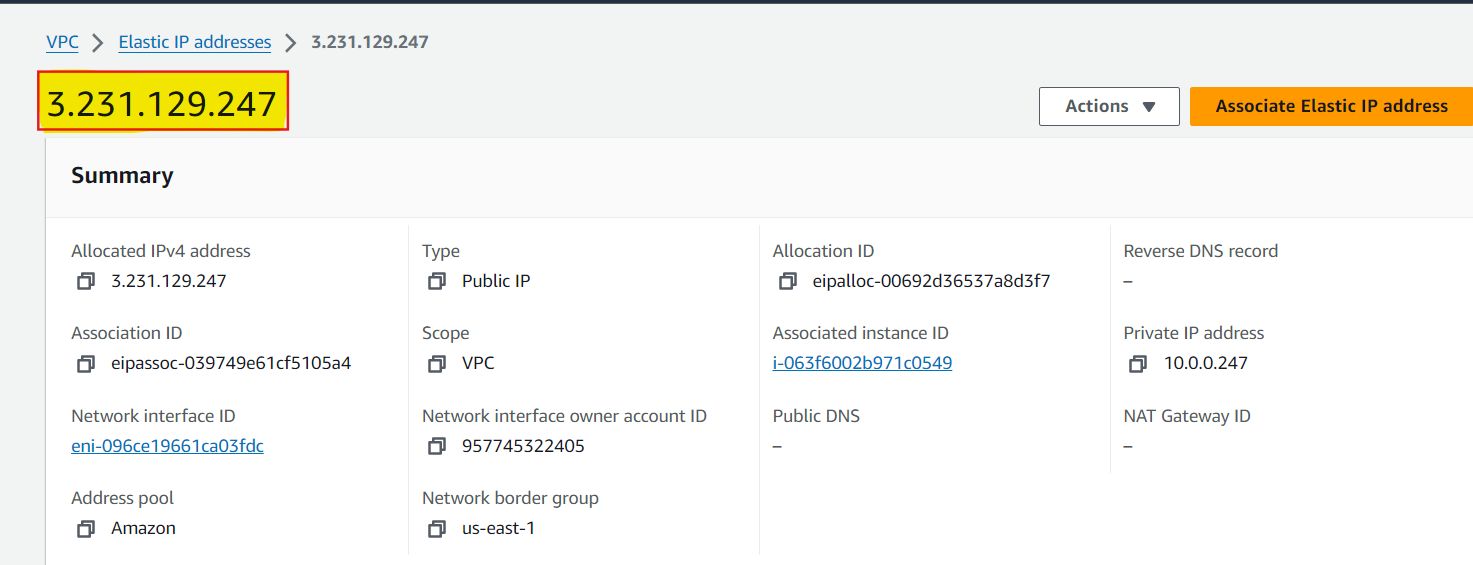 VPC > Elastic IP addresses > 3.231.129.247
3.231.129.247
Actions ▼ Associate Elastic IP address
Summary
Allocated IPv4 address Type Allocation ID Reverse DNS record
3.231.129.247 Public IP eipalloc-00692d36537a8d3f7 –
Association ID Scope Associated instance ID Private IP address
eipassoc-039749e61cf5105a4 VPC i-063f6002b971c0549 10.0.0.247
Network interface ID Network interface owner account ID Public DNS NAT Gateway ID
eni-096ce19661ca03fdc 957745322405 – –
Address pool Network border group
Amazon us-east-1